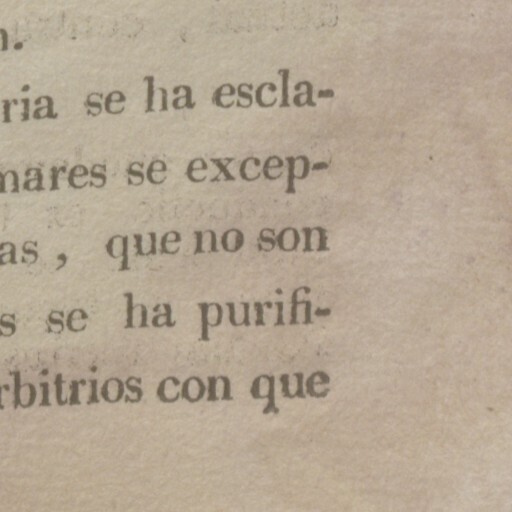 n.
ria se ha escla-
mares se excep-
as, que no son
s se ha purifi-
rbitrios con que